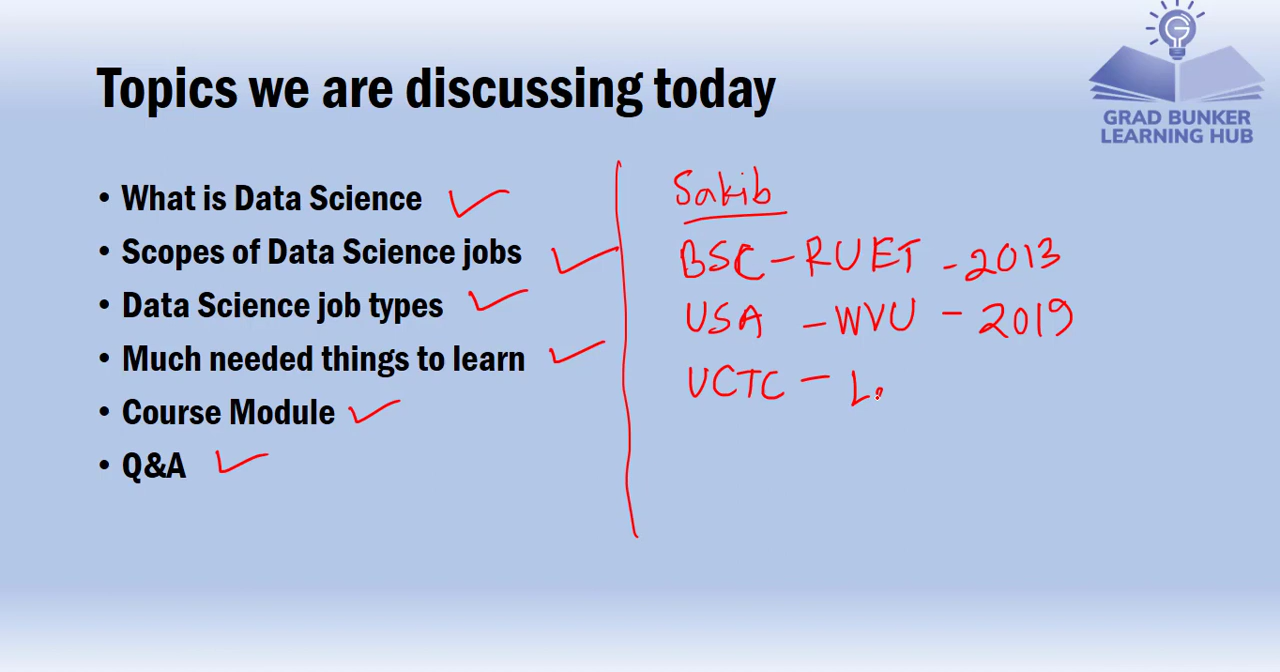 Topics we are discussing today
GRAD BUNKER
LEARNING HUB
• What is Data Science
• Scopes of Data Science jobs
• Data Science job types
• Much needed things to learn
• Course Module
• Q&A
Sakib
BSC - RUET - 2013
USA - WVU - 2019
UCTC - L